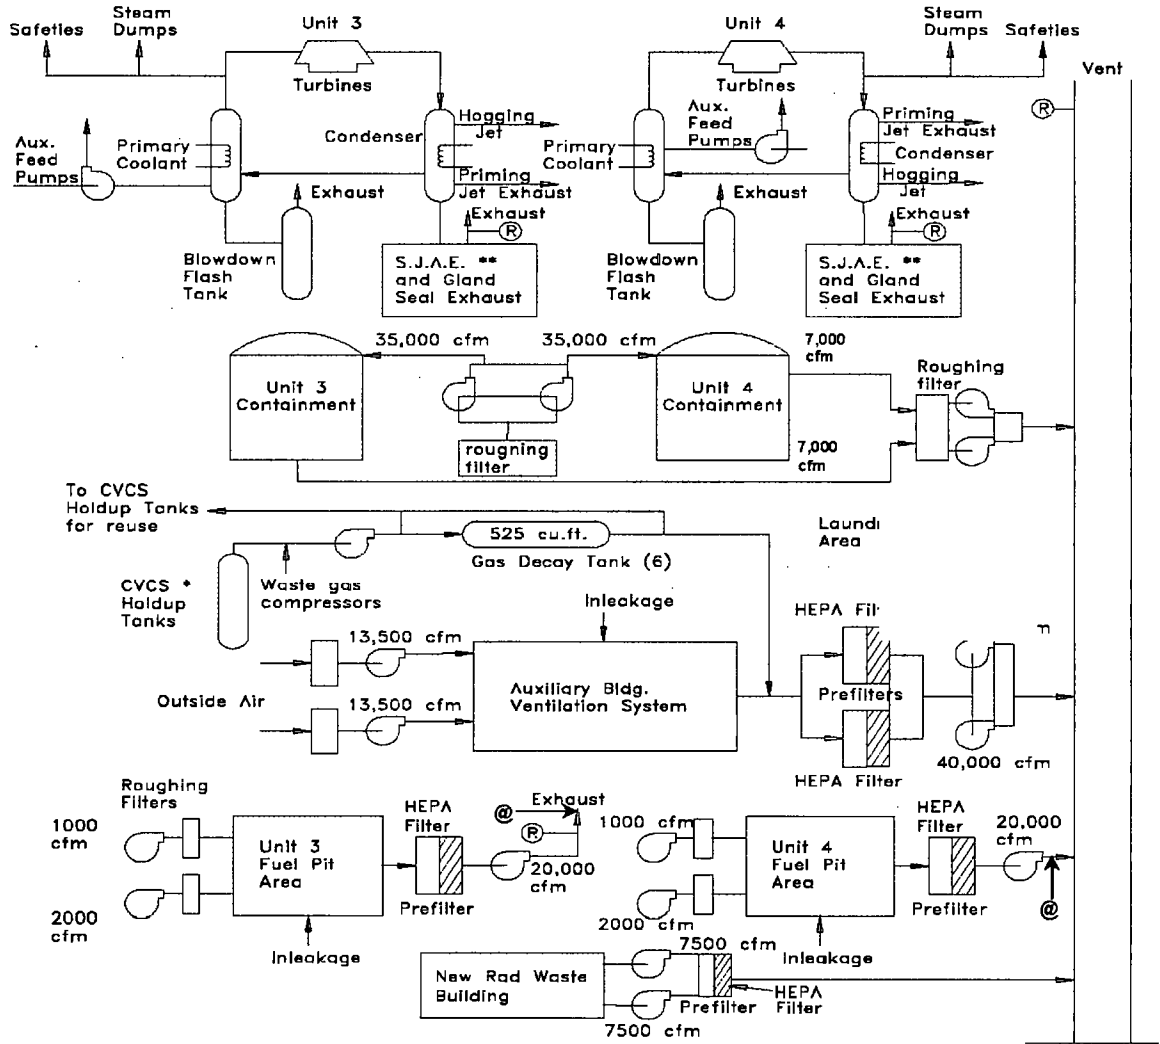 Safeties
Steam
Dumps
Unit 3
Turbines
Unit 4
Turbines
Steam
Dumps
Safeties
Vent
R
Aux.
Feed
Pumps
Primary
Coolant
Condenser
Hogging
Jet
Priming
Jet Exhaust
Exhaust
Exhaust
R
Blowdown
Flash
Tank
S.J.A.E. **
and Gland
Seal Exhaust
Primary
Coolant
Aux.
Feed
Pumps
Priming
Jet Exhaust
Condenser
Hogging
Jet
Exhaust
Exhaust
R
Blowdown
Flash
Tank
S.J.A.E. **
and Gland
Seal Exhaust
35,000 cfm
35,000 cfm
7,000
cfm
Unit 3
Containment
Unit 4
Containment
Roughing
filter
rougning
filter
7,000
cfm
To CVCS
Holdup Tanks
for reuse
525 cu.ft.
Gas Decay Tank (6)
Laundi
Area
CVCS *
Holdup
Tanks
Waste gas
compressors
Inleakage
HEPA Fil
13,500 cfm
Outside Air
13,500 cfm
Auxiliary Bldg.
Ventilation System
Prefilters
HEPA Filter
40,000 cfm
Roughing
Filters
1000
cfm
2000
cfm
Unit 3
Fuel Pit
Area
Inleakage
HEPA
Filter
Prefilter
@
Exhaust
R
20,000
cfm
1000 cfm
2000 cfm
Unit 4
Fuel Pit
Area
Inleakage
HEPA
Filter
Prefilter
20,000
cfm
@
New Rad Waste
Building
7500 cfm
7500 cfm
Prefilter
HEPA
Filter